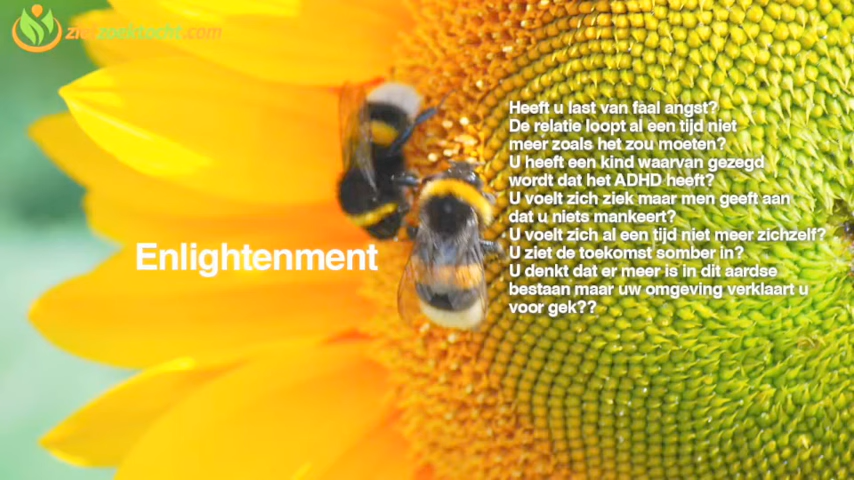 zielzoektocht.com
Heeft u last van faal angst?
De relatie loopt al een tijd niet
meer zoals het zou moeten?
U heeft een kind waarvan gezegd
wordt dat het ADHD heeft?
U voelt zich ziek maar men geeft aan
dat u niets mankeert?
U voelt zich al een tijd niet meer zichzelf?
U ziet de toekomst somber in?
U denkt dat er meer is in dit aardse
bestaan maar uw omgeving verklaart u
voor gek??
Enlightenment